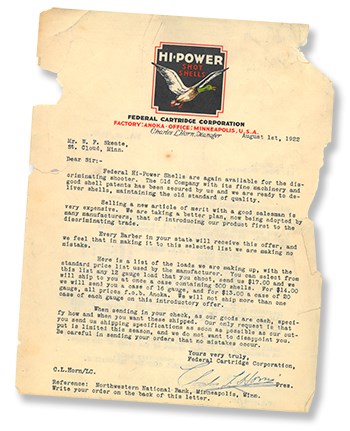 HI-POWER
SHOT
SHELLS
FEDERAL CARTRIDGE CORPORATION
FACTORY: ANOKA - OFFICE: MINNEAPOLIS, U.S.A.
Charles L. Horn, Manager
August 1st, 1922
Mr. N. P. Skeate.
St. Cloud, Minn.
Dear Sir:-
Federal Hi-Power Shells are again available for the dis-
criminating shooter. The Old Company with its fine machinery and
good shell patents has been secured by us and we are ready to de-
liver shells, maintaining the old standard of quality.
Selling a new article of merit with a good salesman is
very expensive. We are taking a better plan, now being adopted by
many manufacturers, that of introducing our product first to the
discriminating trade.
Every Barber in your state will receive this offer, and
we feel that in making it to this selected list we are making no
mistake.
Here is a list of the loads we are making up, with the
standard price list used by the manufacturer. You can select from
this list any 12 gauge load that you shoot, send us $17.00 and we
will ship to you at once a case containing 500 shells. For $14.00
we will send you a case of 16 gauge, and for $13.00 a case of 20
gauge, all prices f.o.b. Anoka. We will not ship more than one
case of each gauge on this introductory offer.
When sending in your check, as our goods are cash, speci-
fy how and when you want these shipped. Our only request is that
you send us shipping specifications as soon as possible as our out-
put is limited this season, and we do not want to disappoint you.
Be careful in sending your orders that no mistakes occur.
Yours very truly,
Federal Cartridge Corporation,
Pres.
C.L.Horn/LC.
Reference: Northwestern National Bank, Minneapolis, Minn.
Write your order on the back of this letter.